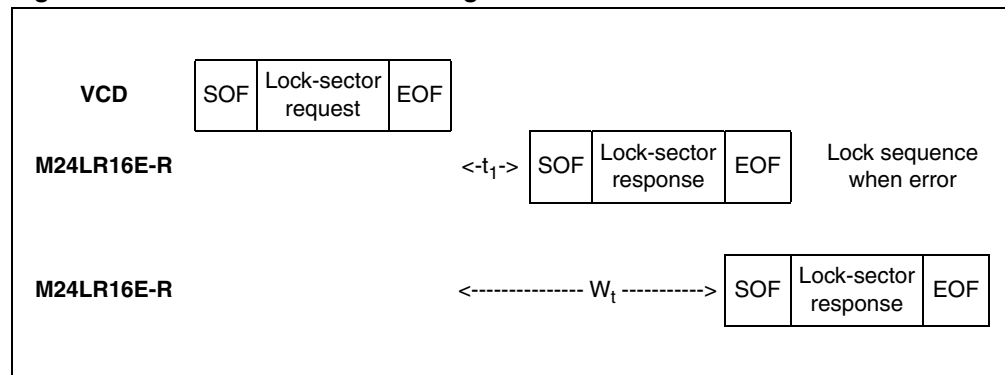 VCD
SOF
Lock-sector
request
EOF
M24LR16E-R
<-t1->
SOF
Lock-sector
response
EOF
Lock sequence
when error
M24LR16E-R
<---------------- Wt ----------->
SOF
Lock-sector
response
EOF